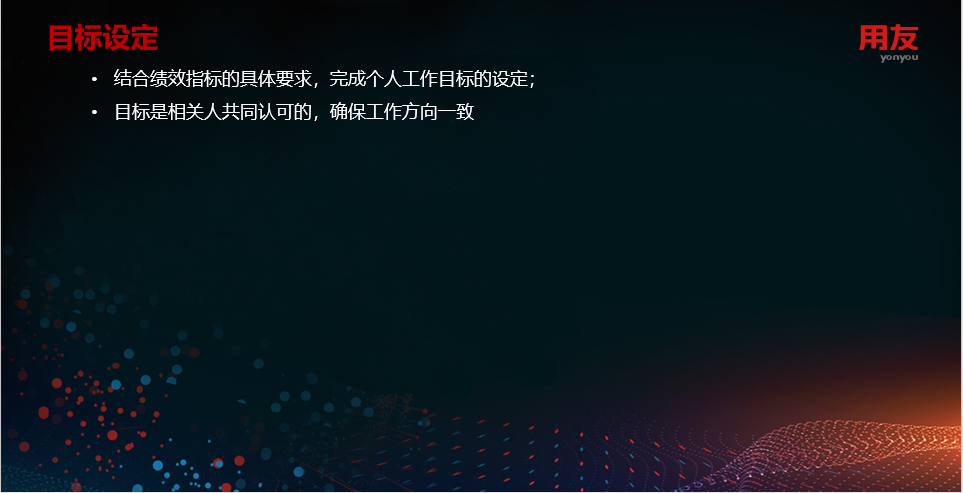 目标设定
用友
yonyou
• 结合绩效指标的具体要求，完成个人工作目标的设定；
• 目标是相关人共同认可的，确保工作方向一致